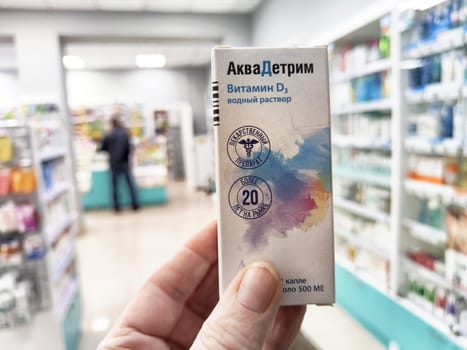 АкваДетрим
Витамин D3
водный раствор
ЛЕКАРСТВЕННЫЙ
ПРЕПАРАТ
БОЛЕЕ
20
ЛЕТ НА РЫНКЕ
капле
500 МЕ